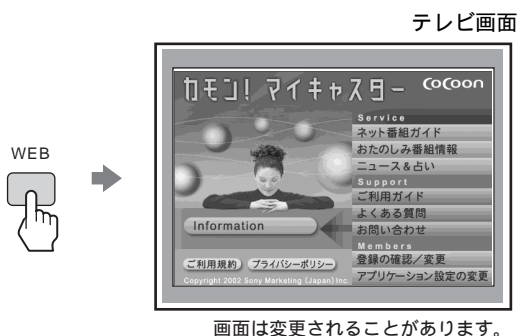 テレビ画面
カモン! マイキャスター
CoCoon
WEB
Service
ネット番組ガイド
おたのしみ番組情報
ニュース&占い
Support
ご利用ガイド
よくある質問
お問い合わせ
Members
登録の確認/変更
アプリケーション設定の変更
Information
ご利用規約 プライバシーポリシー
Copyright 2002 Sony Marketing (Japan) Inc.
画面は変更されることがあります。